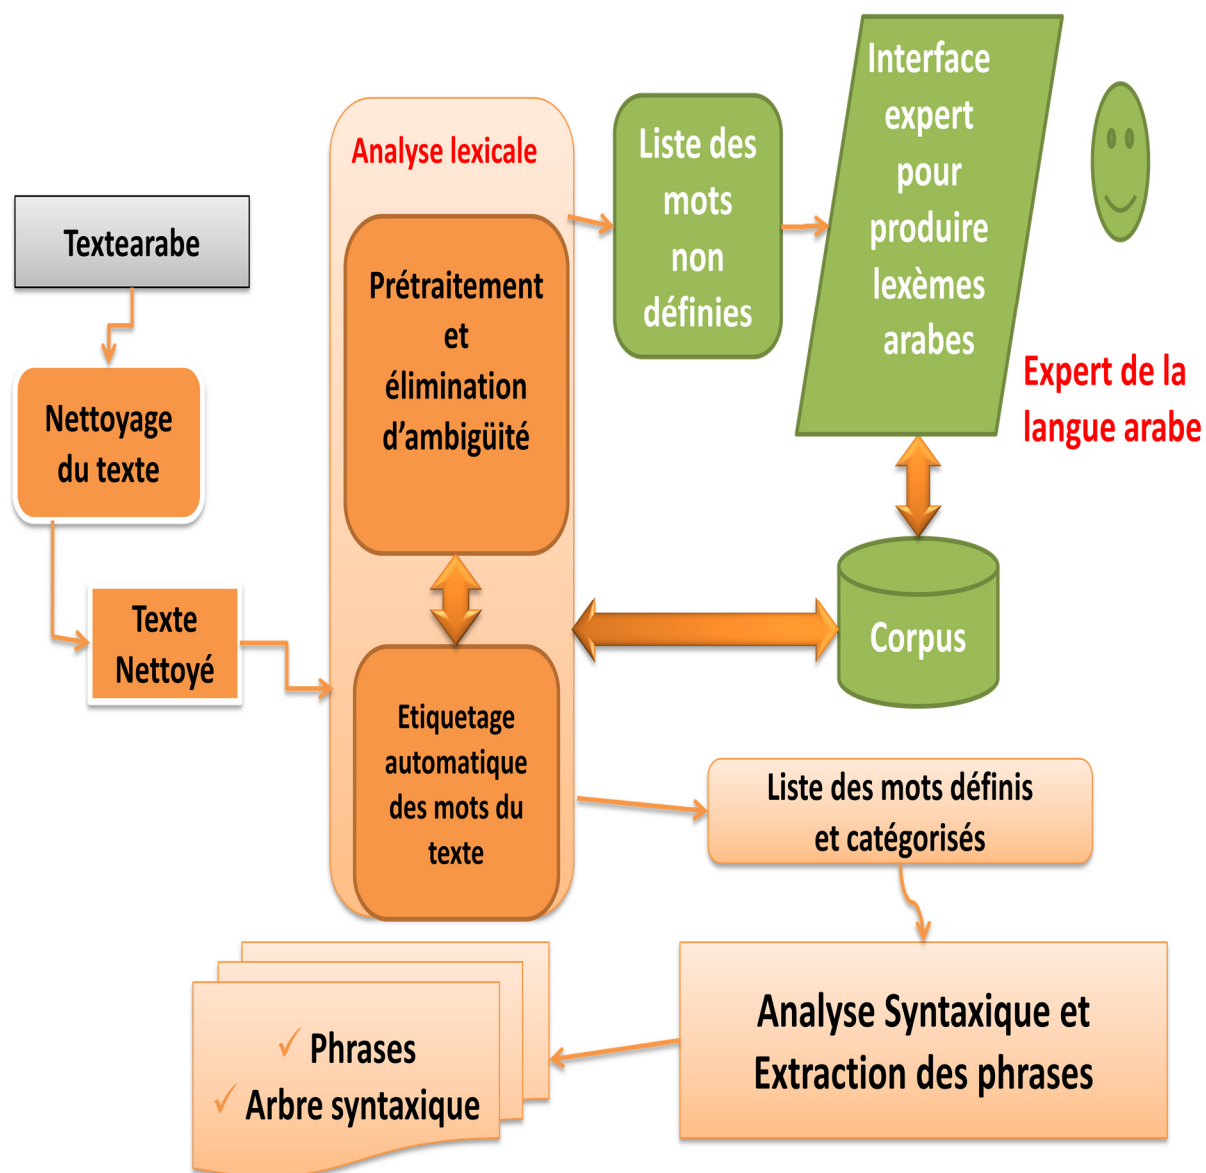 Textearabe
Nettoyage
du texte
Texte
Nettoyé
Analyse lexicale
Prétraitement
et
élimination
d’ambigüité
Etiquetage
automatique
des mots du
texte
Liste des
mots
non
définies
Interface
expert
pour
produire
lexèmes
arabes
Expert de la
langue arabe
Corpus
Liste des mots définis
et catégorisés
Analyse Syntaxique et
Extraction des phrases
✓ Phrases
✓ Arbre syntaxique